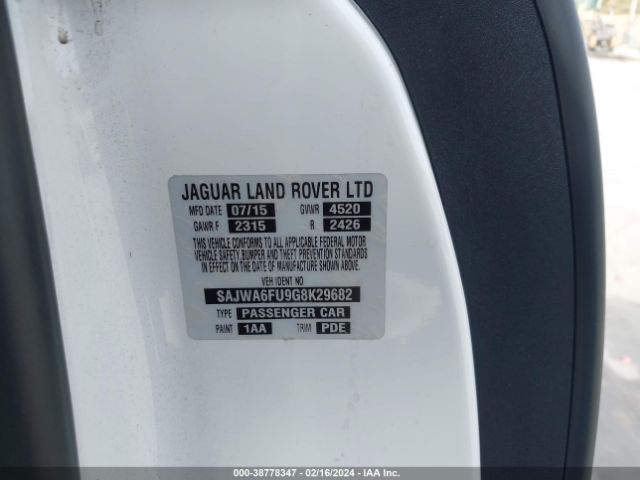 JAGUAR LAND ROVER LTD
MFD DATE 07/15 GVWR 4520
GAWR F 2315 R 2426
THIS VEHICLE CONFORMS TO ALL APPLICABLE FEDERAL MOTOR
VEHICLE SAFETY BUMPER AND THEFT PREVENTION STANDARDS
IN EFFECT ON THE DATE OF MANUFACTURE SHOWN ABOVE.
VEH IDENT NO
SAJWA6FU9G8K29682
TYPE PASSENGER CAR
PAINT 1AA TRIM PDE
000-38778347 - 02/16/2024 - IAA Inc.